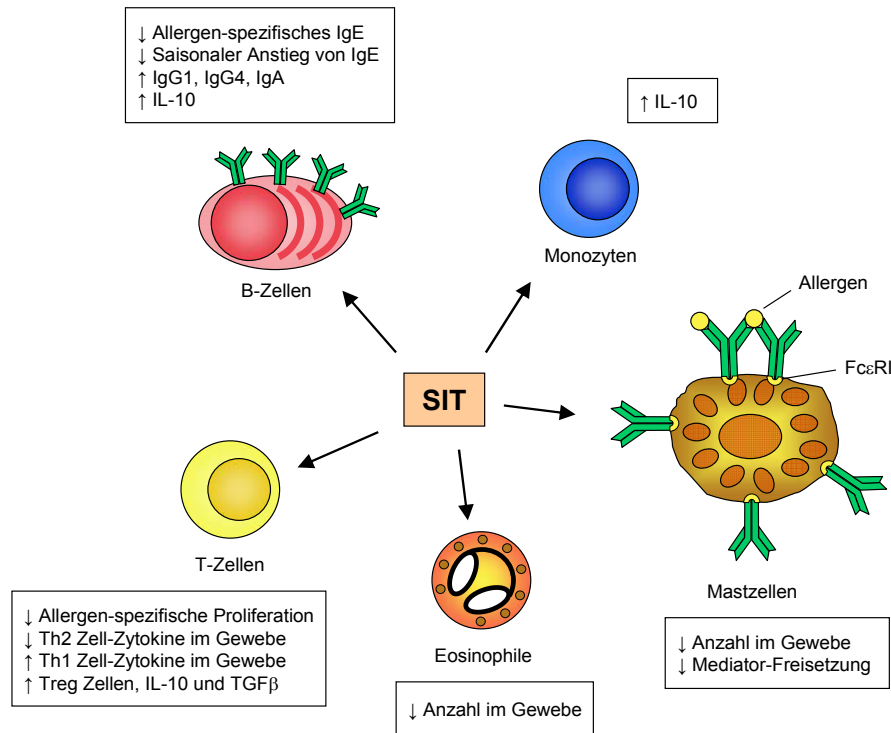 ↓ Allergen-spezifisches IgE
↓ Saisonaler Anstieg von IgE
↑ IgG1, IgG4, IgA
↑ IL-10
↑ IL-10
B-Zellen
Monozyten
Allergen
FcεRI
SIT
T-Zellen
↓ Allergen-spezifische Proliferation
↓ Th2 Zell-Zytokine im Gewebe
↑ Th1 Zell-Zytokine im Gewebe
↑ Treg Zellen, IL-10 und TGFβ
Eosinophile
↓ Anzahl im Gewebe
Mastzellen
↓ Anzahl im Gewebe
↓ Mediator-Freisetzung